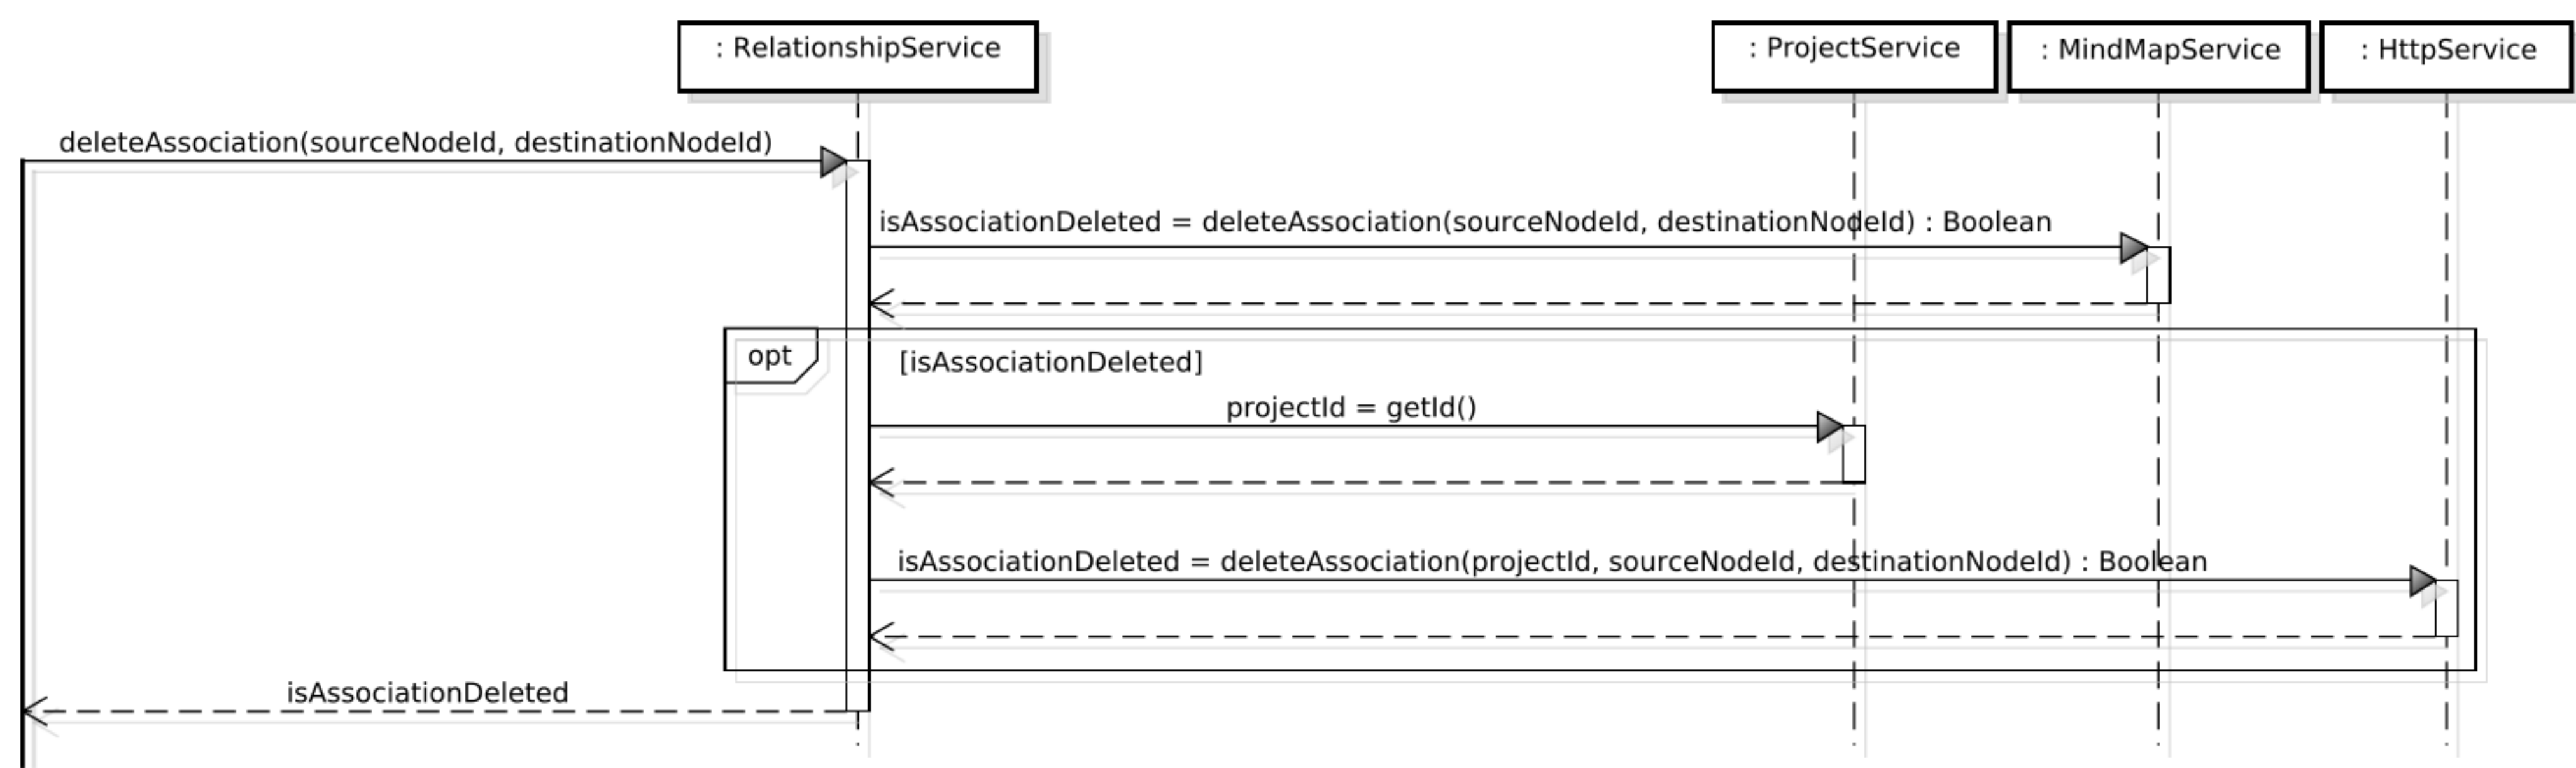 : RelationshipService
: ProjectService
: MindMapService
: HttpService
deleteAssociation(sourceNodeId, destinationNodeId)
isAssociationDeleted = deleteAssociation(sourceNodeId, destinationNodeId) : Boolean
opt
[isAssociationDeleted]
projectId = getId()
isAssociationDeleted = deleteAssociation(projectId, sourceNodeId, destinationNodeId) : Boolean
isAssociationDeleted